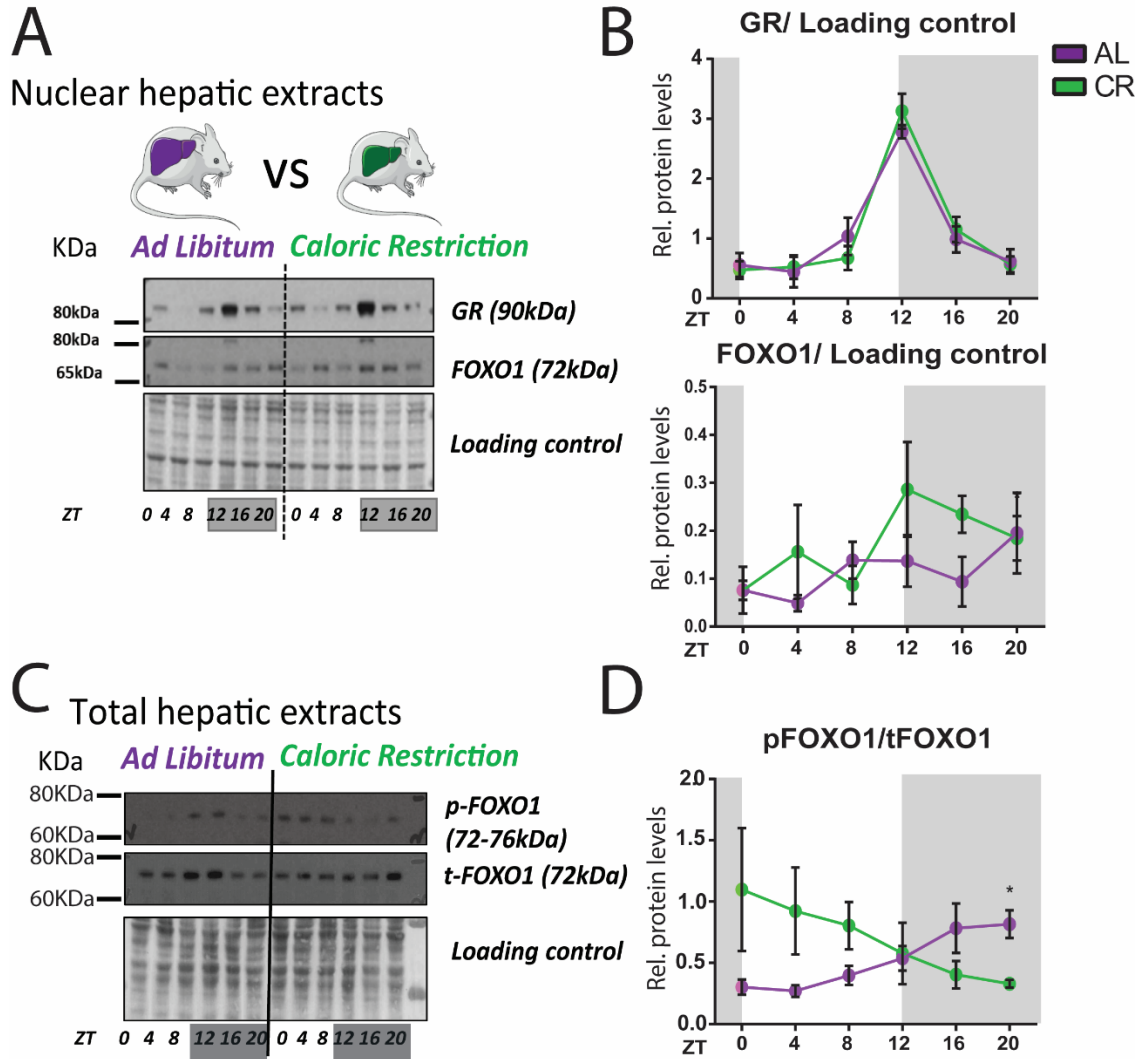 A
Nuclear hepatic extracts
vs
KDa
Ad Libitum Caloric Restriction
80kDa
GR (90kDa)
80kDa
65kDa
FOXO1 (72kDa)
Loading control
ZT 0 4 8 12 16 20 0 4 8 12 16 20
B
GR/ Loading control
AL
CR
Rel. protein levels
4
3
2
1
0
ZT 0 4 8 12 16 20
FOXO1/ Loading control
Rel. protein levels
0.5
0.4
0.3
0.2
0.1
0.0
ZT 0 4 8 12 16 20
C
Total hepatic extracts
KDa
Ad Libitum Caloric Restriction
80KDa
60KDa
p-FOXO1
(72-76kDa)
80KDa
60KDa
t-FOXO1 (72kDa)
Loading control
ZT 0 4 8 12 16 20 0 4 8 12 16 20
D
pFOXO1/tFOXO1
Rel. protein levels
2.0
1.5
1.0
0.5
0.0
*
ZT 0 4 8 12 16 20